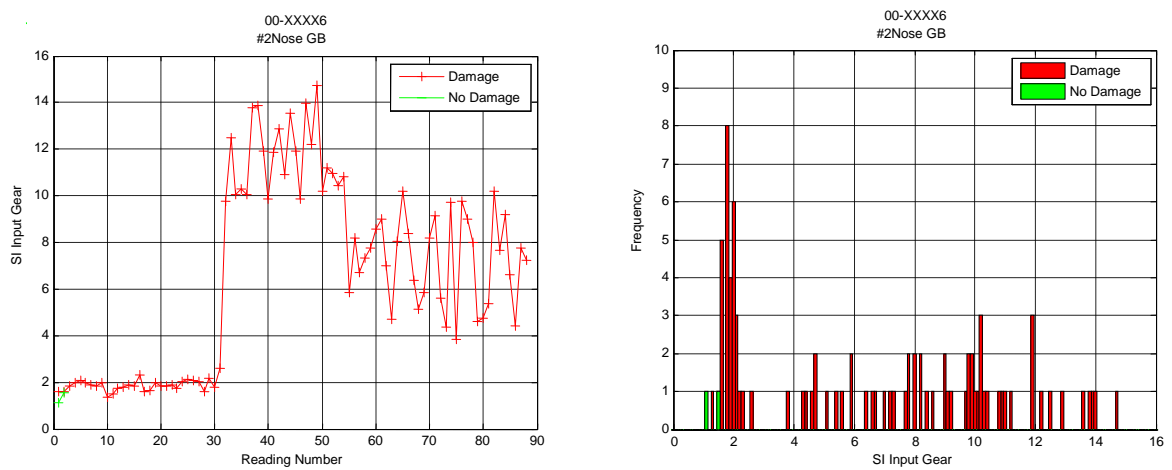 00-XXXX6
#2Nose GB
16
14
12
10
8
6
4
2
0
SI Input Gear
Damage
No Damage
0 10 20 30 40 50 60 70 80 90
Reading Number
00-XXXX6
#2Nose GB
10
9
8
7
6
5
4
3
2
1
0
Frequency
Damage
No Damage
0 2 4 6 8 10 12 14 16
SI Input Gear